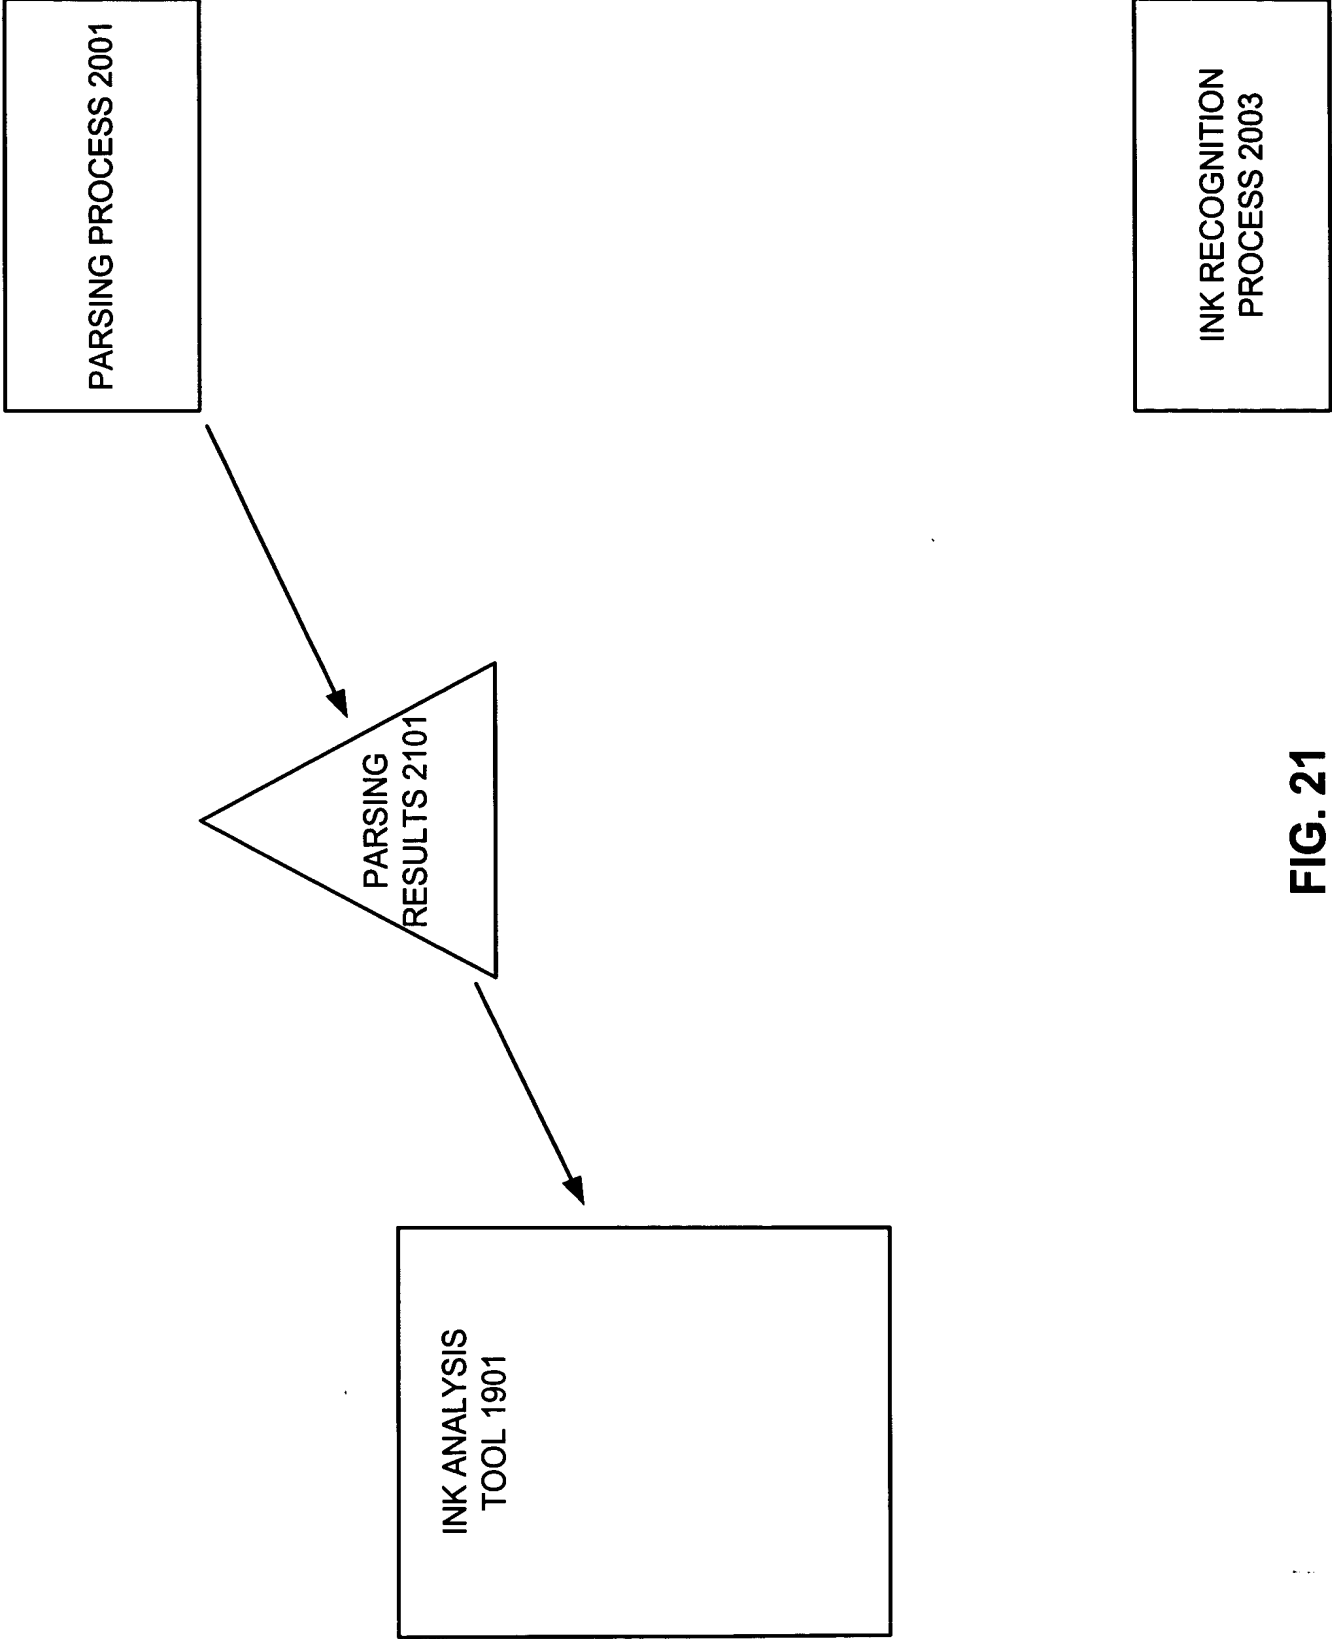 PARSING PROCESS 2001
PARSING
RESULTS 2101
INK ANALYSIS
TOOL 1901
INK RECOGNITION
PROCESS 2003
FIG. 21